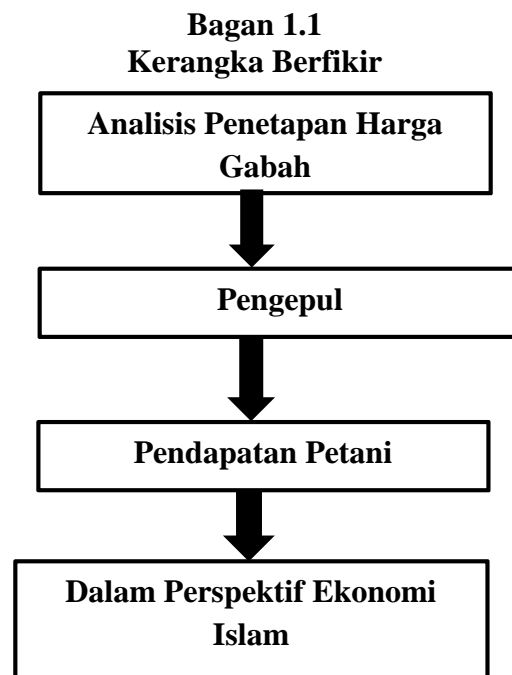 Bagan 1.1
Kerangka Berfikir
Analisis Penetapan Harga
Gabah
Pengepul
Pendapatan Petani
Dalam Perspektif Ekonomi
Islam